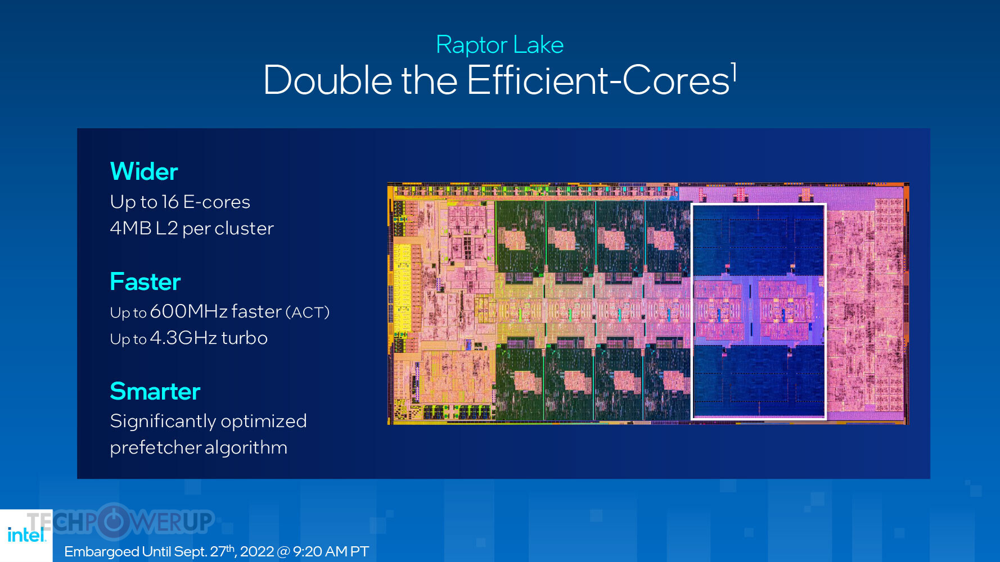 Raptor Lake
Double the Efficient-Cores¹
Wider
Up to 16 E-cores
4MB L2 per cluster
Faster
Up to 600MHz faster (ACT)
Up to 4.3GHz turbo
Smarter
Significantly optimized
prefetcher algorithm
TECHPOWERUP
intel.
Embargoed Until Sept. 27th, 2022 @ 9:20 AM PT